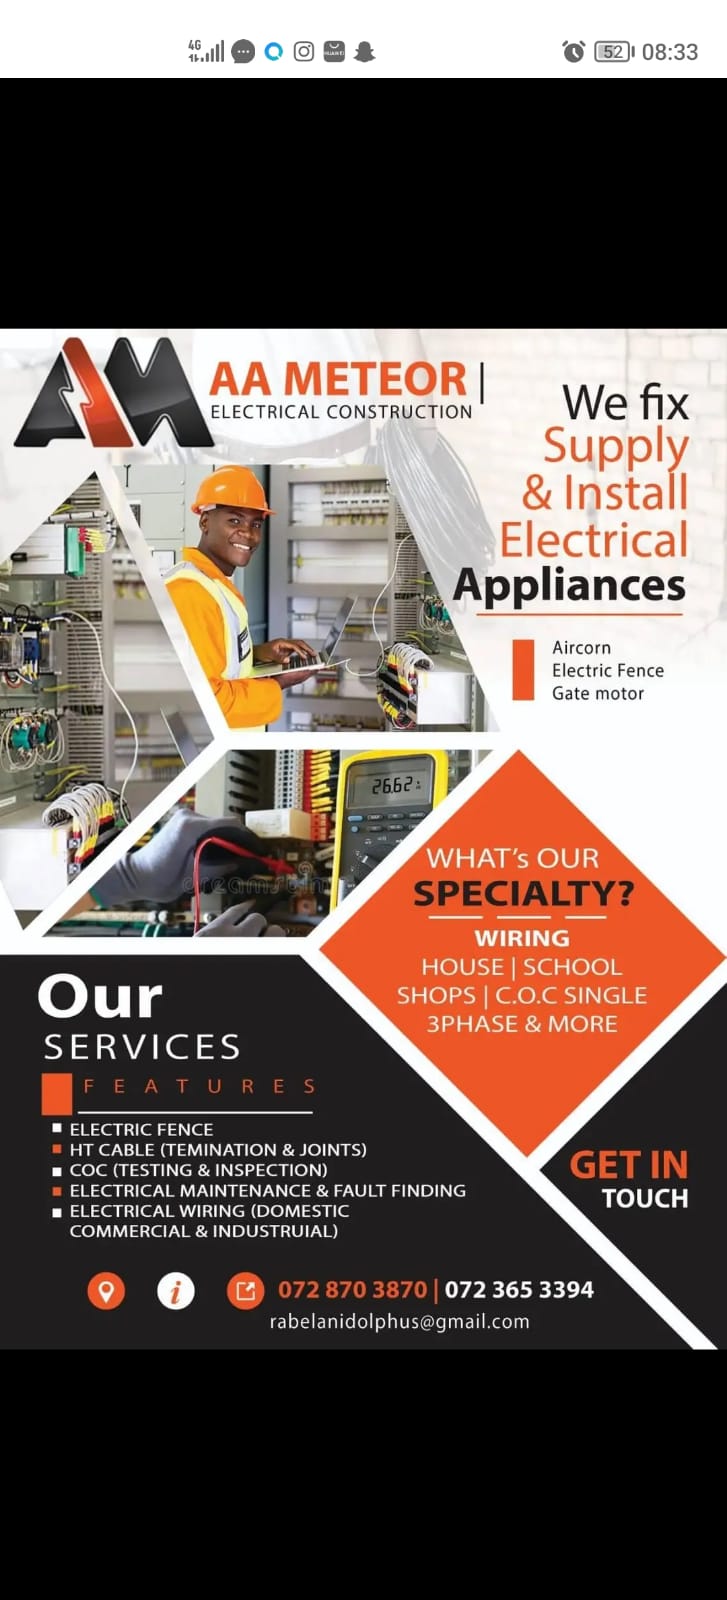 4G
52 08:33
AA METEOR |
ELECTRICAL CONSTRUCTION
We fix
Supply
& Install
Electrical
Appliances
Aircorn
Electric Fence
Gate motor
26.62
dreamstime
WHAT's OUR
SPECIALTY?
WIRING
HOUSE | SCHOOL
SHOPS | C.O.C SINGLE
3PHASE & MORE
Our
SERVICES
FEATURES
ELECTRIC FENCE
HT CABLE (TEMINATION & JOINTS)
COC (TESTING & INSPECTION)
ELECTRICAL MAINTENANCE & FAULT FINDING
ELECTRICAL WIRING (DOMESTIC
COMMERCIAL & INDUSTRUIAL)
GET IN
TOUCH
072 870 3870 | 072 365 3394
rabelanidolphus@gmail.com